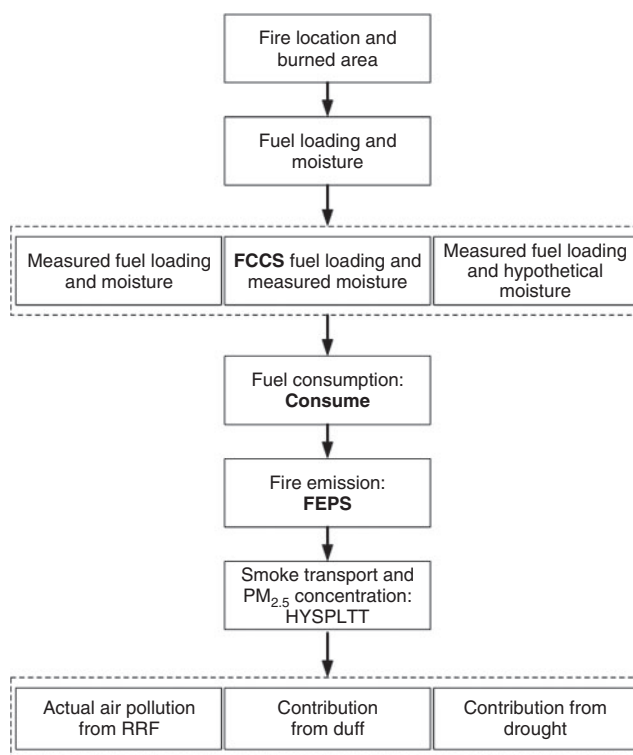 Fire location and
burned area
Fuel loading and
moisture
Measured fuel loading
and moisture
FCCS fuel loading and
measured moisture
Measured fuel loading
and hypothetical
moisture
Fuel consumption:
Consume
Fire emission:
FEPS
Smoke transport and
PM2.5 concentration:
HYSPLTT
Actual air pollution
from RRF
Contribution
from duff
Contribution from
drought